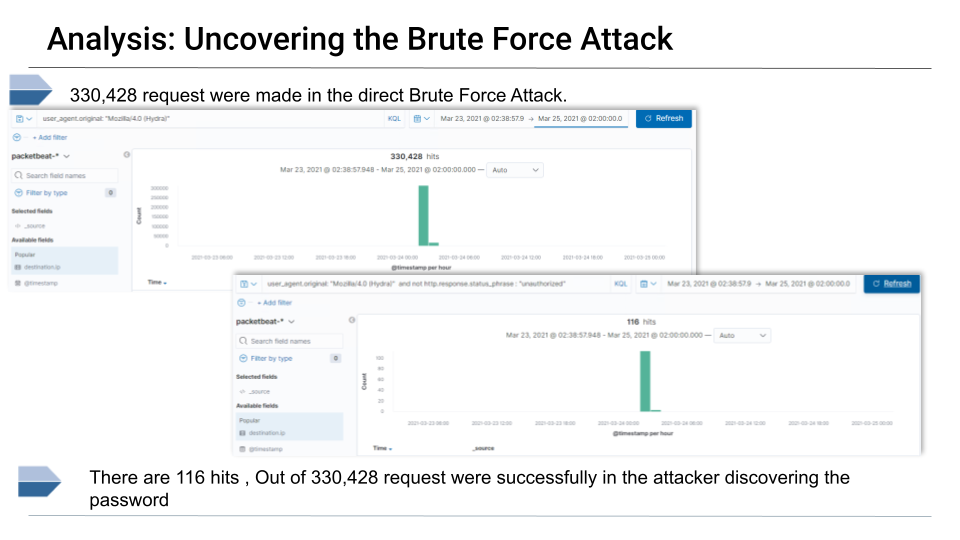 Analysis: Uncovering the Brute Force Attack
330,428 request were made in the direct Brute Force Attack.
user_agent.original: "Mozilla/4.0 (Hydra)" KQL Mar 23, 2021 @ 02:38:57.9 → Mar 25, 2021 @ 02:00:00.0 Refresh
+ Add filter
packetbeat-*
330,428 hits
Search field names
Mar 23, 2021 @ 02:38:57.948 - Mar 25, 2021 @ 02:00:00.000 — Auto
Filter by type 0
Selected fields
_source
Available fields
Popular
destination.ip
@timestamp
Count
300000
250000
200000
150000
100000
50000
0
2021-03-23 06:00 2021-03-23 12:00 2021-03-23 18:00 2021-03-24 00:00 2021-03-24 06:00 2021-03-24 12:00 2021-03-24 18:00 2021-03-25 00:00
@timestamp per hour
Time
user_agent.original: "Mozilla/4.0 (Hydra)" and not http.response.status_phrase : "unauthorized" KQL Mar 23, 2021 @ 02:38:57.9 → Mar 25, 2021 @ 02:00:00.0 Refresh
+ Add filter
packetbeat-*
116 hits
Search field names
Mar 23, 2021 @ 02:38:57.948 - Mar 25, 2021 @ 02:00:00.000 — Auto
Filter by type 0
Selected fields
_source
Available fields
Popular
destination.ip
@timestamp
Count
100
80
60
40
20
0
2021-03-23 06:00 2021-03-23 12:00 2021-03-23 18:00 2021-03-24 00:00 2021-03-24 06:00 2021-03-24 12:00 2021-03-24 18:00 2021-03-25 00:00
@timestamp per hour
Time _source
There are 116 hits , Out of 330,428 request were successfully in the attacker discovering the
password